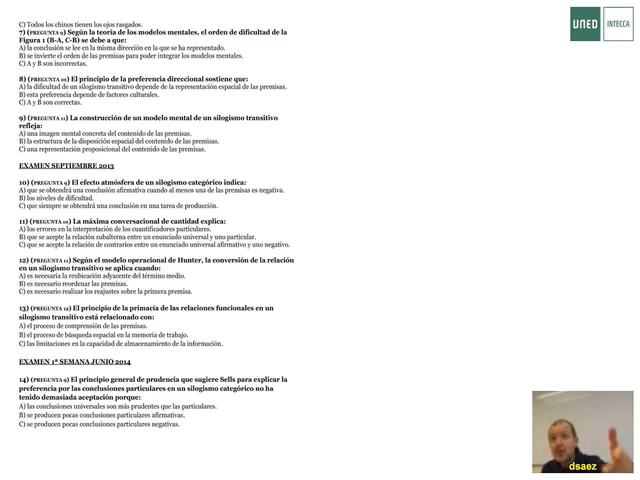 C) Todos los chinos tienen los ojos rasgados.
7) (PREGUNTA 9) Según la teoría de los modelos mentales, el orden de dificultad de la
Figura 1 (B-A, C-B) se debe a que:
A) la conclusión se lee en la misma dirección en la que se ha representado.
B) se invierte el orden de las premisas para poder integrar los modelos mentales.
C) A y B son incorrectas.
8) (PREGUNTA 10) El principio de la preferencia direccional sostiene que:
A) la dificultad de un silogismo transitivo depende de la representación espacial de las premisas.
B) esta preferencia depende de factores culturales.
C) A y B son correctas.
9) (PREGUNTA 11) La construcción de un modelo mental de un silogismo transitivo
refleja:
A) una imagen mental concreta del contenido de las premisas.
B) la estructura de la disposición espacial del contenido de las premisas.
C) una representación proposicional del contenido de las premisas.
EXAMEN SEPTIEMBRE 2013
10) (PREGUNTA 9) El efecto atmósfera de un silogismo categórico indica:
A) que se obtendrá una conclusión afirmativa cuando al menos una de las premisas es negativa.
B) los niveles de dificultad.
C) que siempre se obtendrá una conclusión en una tarea de producción.
11) (PREGUNTA 10) La máxima conversacional de cantidad explica:
A) los errores en la interpretación de los cuantificadores particulares.
B) que se acepte la relación subalterna entre un enunciado universal y uno particular.
C) que se acepte la relación de contrarios entre un enunciado universal afirmativo y uno negativo.
12) (PREGUNTA 11) Según el modelo operacional de Hunter, la conversión de la relación
en un silogismo transitivo se aplica cuando:
A) es necesaria la reubicación adyacente del término medio.
B) es necesario reordenar las premisas.
C) es necesario realizar los reajustes sobre la primera premisa.
13) (PREGUNTA 12) El principio de la primacía de las relaciones funcionales en un
silogismo transitivo está relacionado con:
A) el proceso de comprensión de las premisas.
B) el proceso de búsqueda espacial en la memoria de trabajo.
C) las limitaciones en la capacidad de almacenamiento de la información.
EXAMEN 1ª SEMANA JUNIO 2014
14) (PREGUNTA 9) El principio general de prudencia que sugiere Sells para explicar la
preferencia por las conclusiones particulares en un silogismo categórico no ha
tenido demasiada aceptación porque:
A) las conclusiones universales son más prudentes que las particulares.
B) se producen pocas conclusiones particulares afirmativas.
C) se producen pocas conclusiones particulares negativas.
UNED
INTECCA
dsaez